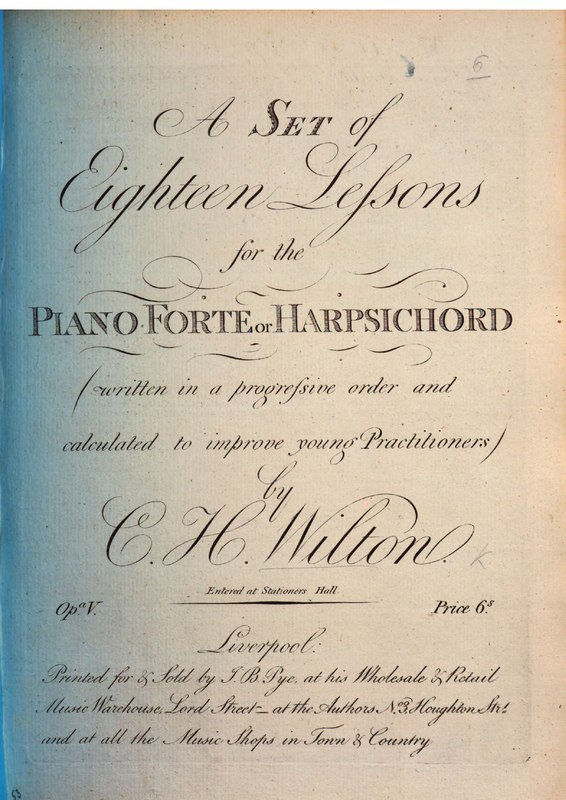 6
A SET of
Eighteen Leſsons
for the
PIANO FORTE or HARPSICHORD
(written in a progreſsive order and
calculated to improve young Practitioners)
by
C. H. Wilton.
Entered at Stationers Hall
Opª V. Price 6ˢ
Liverpool:
Printed for & Sold by J. B. Pye, at his Wholesale & Retail
Music Warehouse, Lord Street _ at the Authors Nº 3, Houghton Strᵗ
and at all the Music Shops in Town & Country